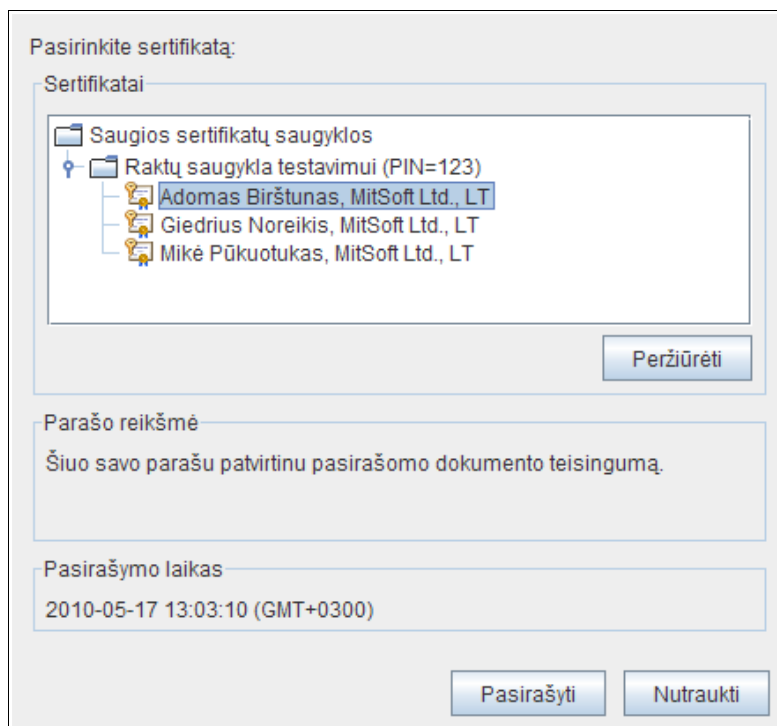 Pasirinkite sertifikatą:
Sertifikatai
Saugios sertifikatų saugyklos
Raktų saugykla testavimui (PIN=123)
Adomas Birštunas, MitSoft Ltd., LT
Giedrius Noreikis, MitSoft Ltd., LT
Mikė Pūkuotukas, MitSoft Ltd., LT
Peržiūrėti
Parašo reikšmė
Šiuo savo parašu patvirtinu pasirašomo dokumento teisingumą.
Pasirašymo laikas
2010-05-17 13:03:10 (GMT+0300)
Pasirašyti Nutraukti